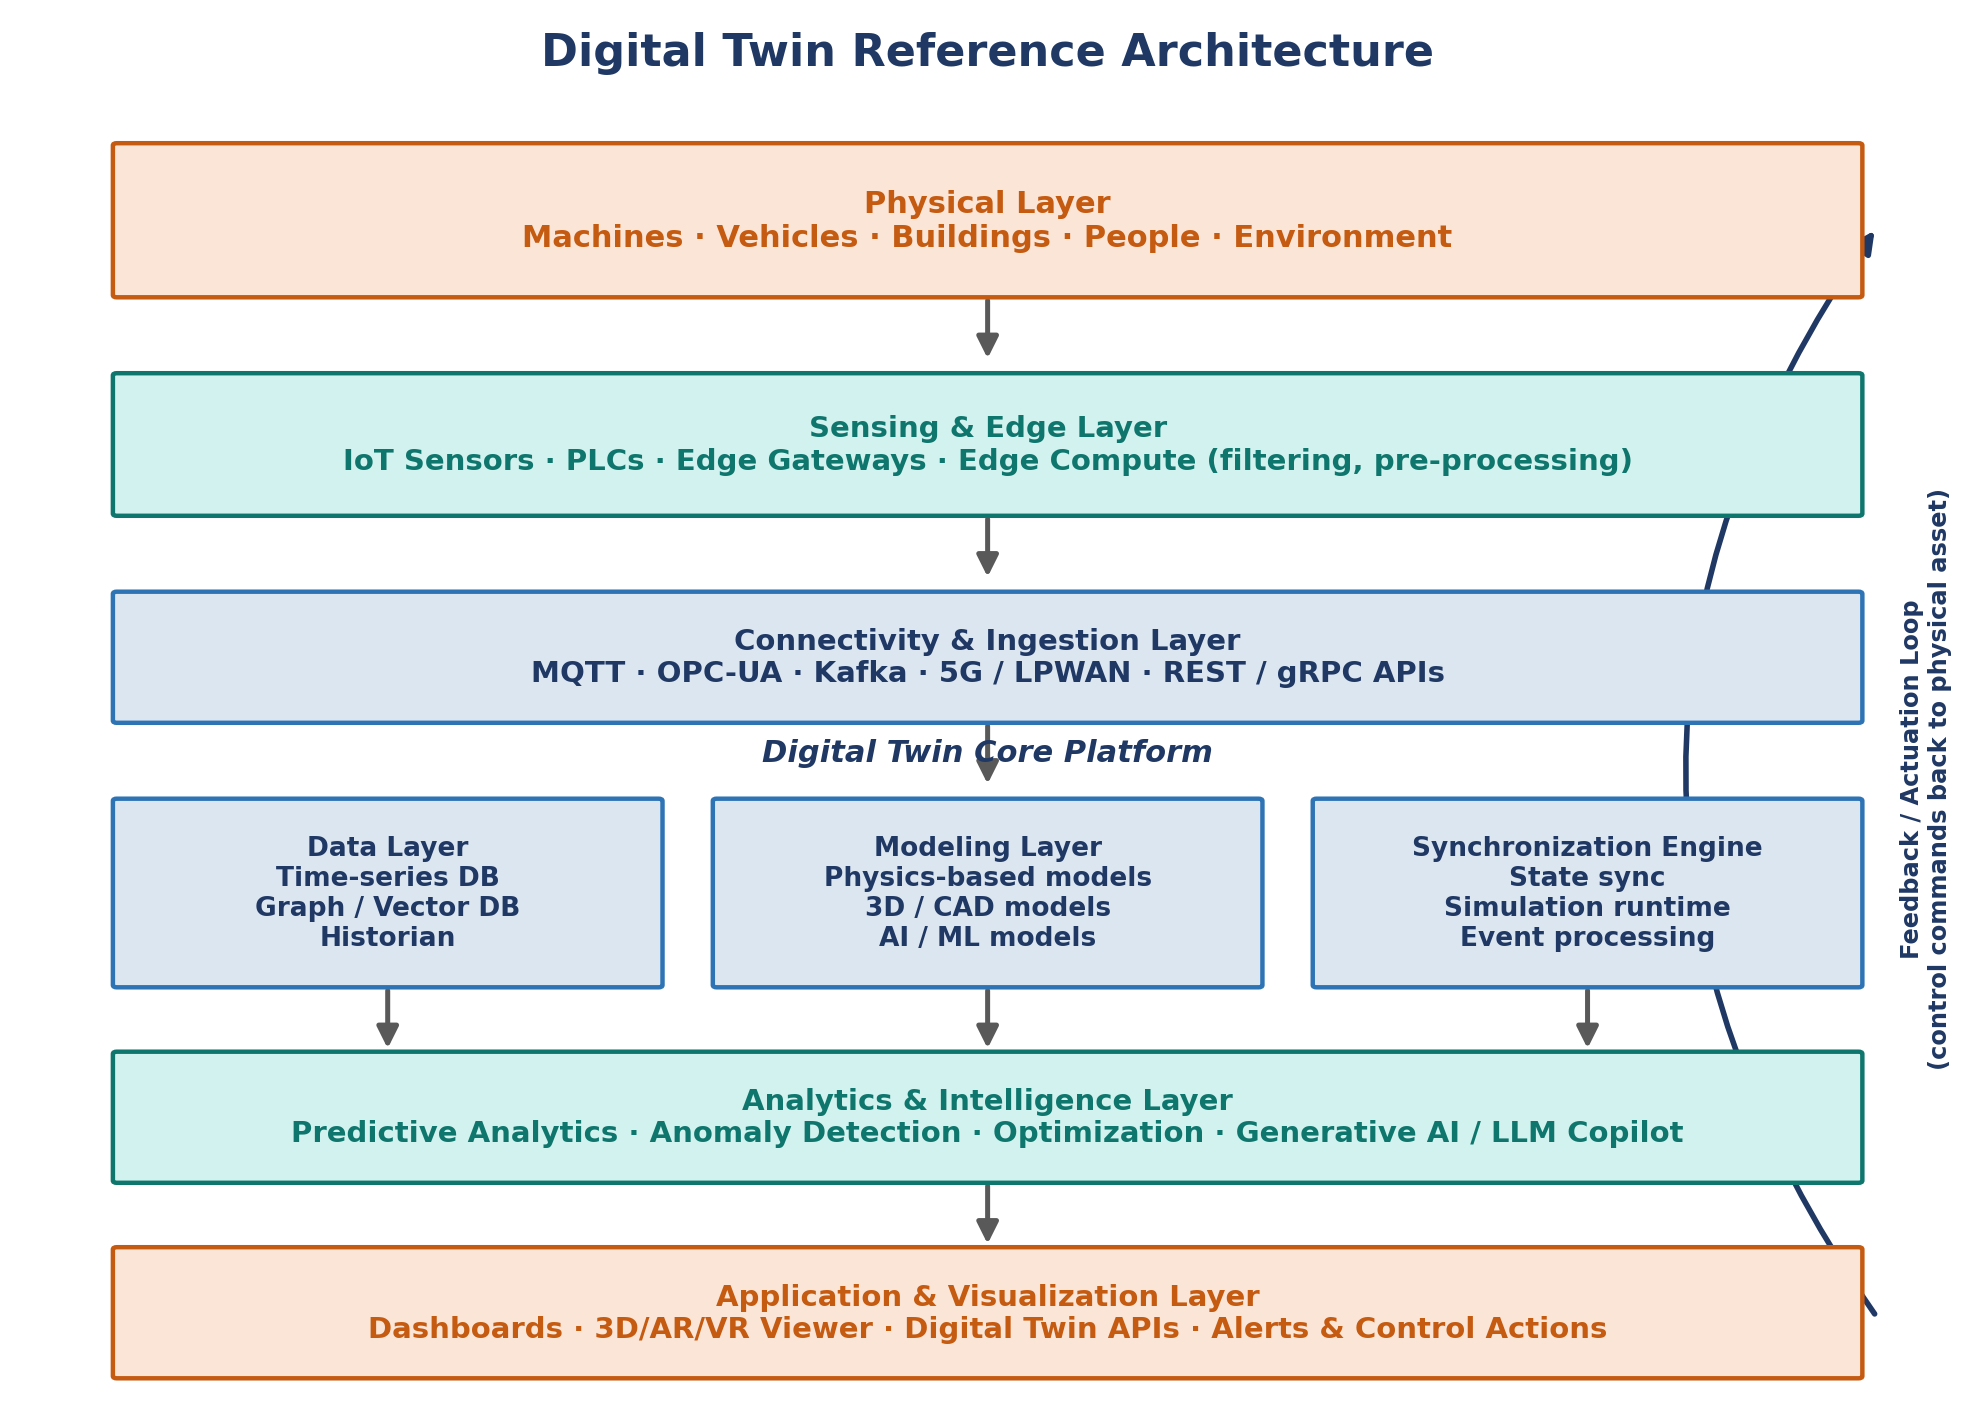 Digital Twin Reference Architecture
Physical Layer
Machines · Vehicles · Buildings · People · Environment
Sensing & Edge Layer
IoT Sensors · PLCs · Edge Gateways · Edge Compute (filtering, pre-processing)
Connectivity & Ingestion Layer
MQTT · OPC-UA · Kafka · 5G / LPWAN · REST / gRPC APIs
Digital Twin Core Platform
Data Layer
Time-series DB
Graph / Vector DB
Historian
Modeling Layer
Physics-based models
3D / CAD models
AI / ML models
Synchronization Engine
State sync
Simulation runtime
Event processing
Analytics & Intelligence Layer
Predictive Analytics · Anomaly Detection · Optimization · Generative AI / LLM Copilot
Application & Visualization Layer
Dashboards · 3D/AR/VR Viewer · Digital Twin APIs · Alerts & Control Actions
Feedback / Actuation Loop
(control commands back to physical asset)